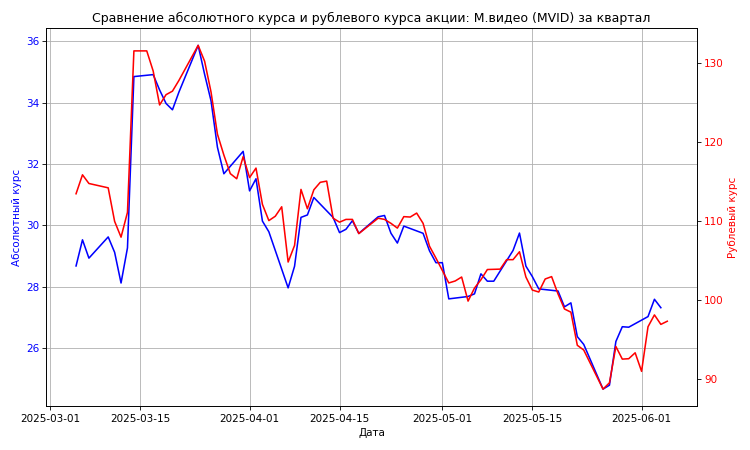 Сравнение абсолютного курса и рублевого курса акции: М.видео (MVID) за квартал
36
34
32
30
28
26
130
120
110
100
90
Абсолютный курс
Рублевый курс
2025-03-01 2025-03-15 2025-04-01 2025-04-15 2025-05-01 2025-05-15 2025-06-01
Дата